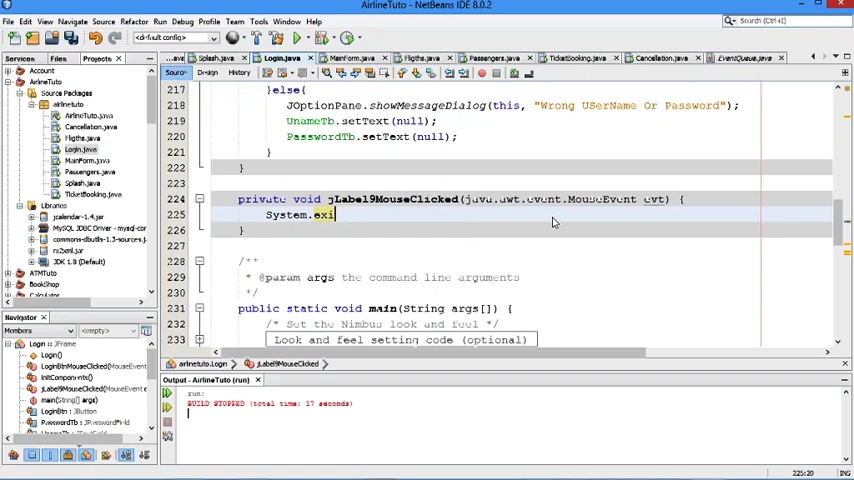 AirlineTuto - NetBeans IDE 8.0.2
File Edit View Navigate Source Refactor Run Debug Profile Team Tools Window Help
Search (Ctrl+I)
<default config>
Services Files Projects
Splash.java Login.java MainForm.java Fligths.java Passengers.java TicketBooking.java Cancellation.java EventQueue.java
Source Design History
Account
AirlineTuto
Source Packages
airlinetuto
AirlineTuto.java
Cancellation.java
Fligths.java
Login.java
MainForm.java
Passengers.java
Splash.java
TicketBooking.java
Libraries
jcalendar-1.4.jar
MySQL JDBC Driver - mysql-co
commons-dbutils-1.3-sources.j
rs2xml.jar
JDK 1.8 (Default)
ATMTuto
BookShop
Calculator
217 }else{
218 JOptionPane.showMessageDialog(this, "Wrong USerName Or Password");
219 UnameTb.setText(null);
220 PasswordTb.setText(null);
221 }
222 }
223
224 private void jLabel9MouseClicked(java.awt.event.MouseEvent evt) {
225 System.exi
226 }
228 /**
229 * @param args the command line arguments
230 */
231 public static void main(String args[]) {
232 /* Set the Nimbus look and feel */
233 Look and feel setting code (optional)
Navigator
Members <empty>
Login :: JFrame
Login()
LoginBtnMouseClicked(MouseEvent
initComponents()
jLabel9MouseClicked(MouseEvent e
main(String[] args)
LoginBtn : JButton
PasswordTb : JPasswordField
airlinetuto.Login jLabel9MouseClicked
Output - AirlineTuto (run)
run:
BUILD STOPPED (total time: 17 seconds)
225:20